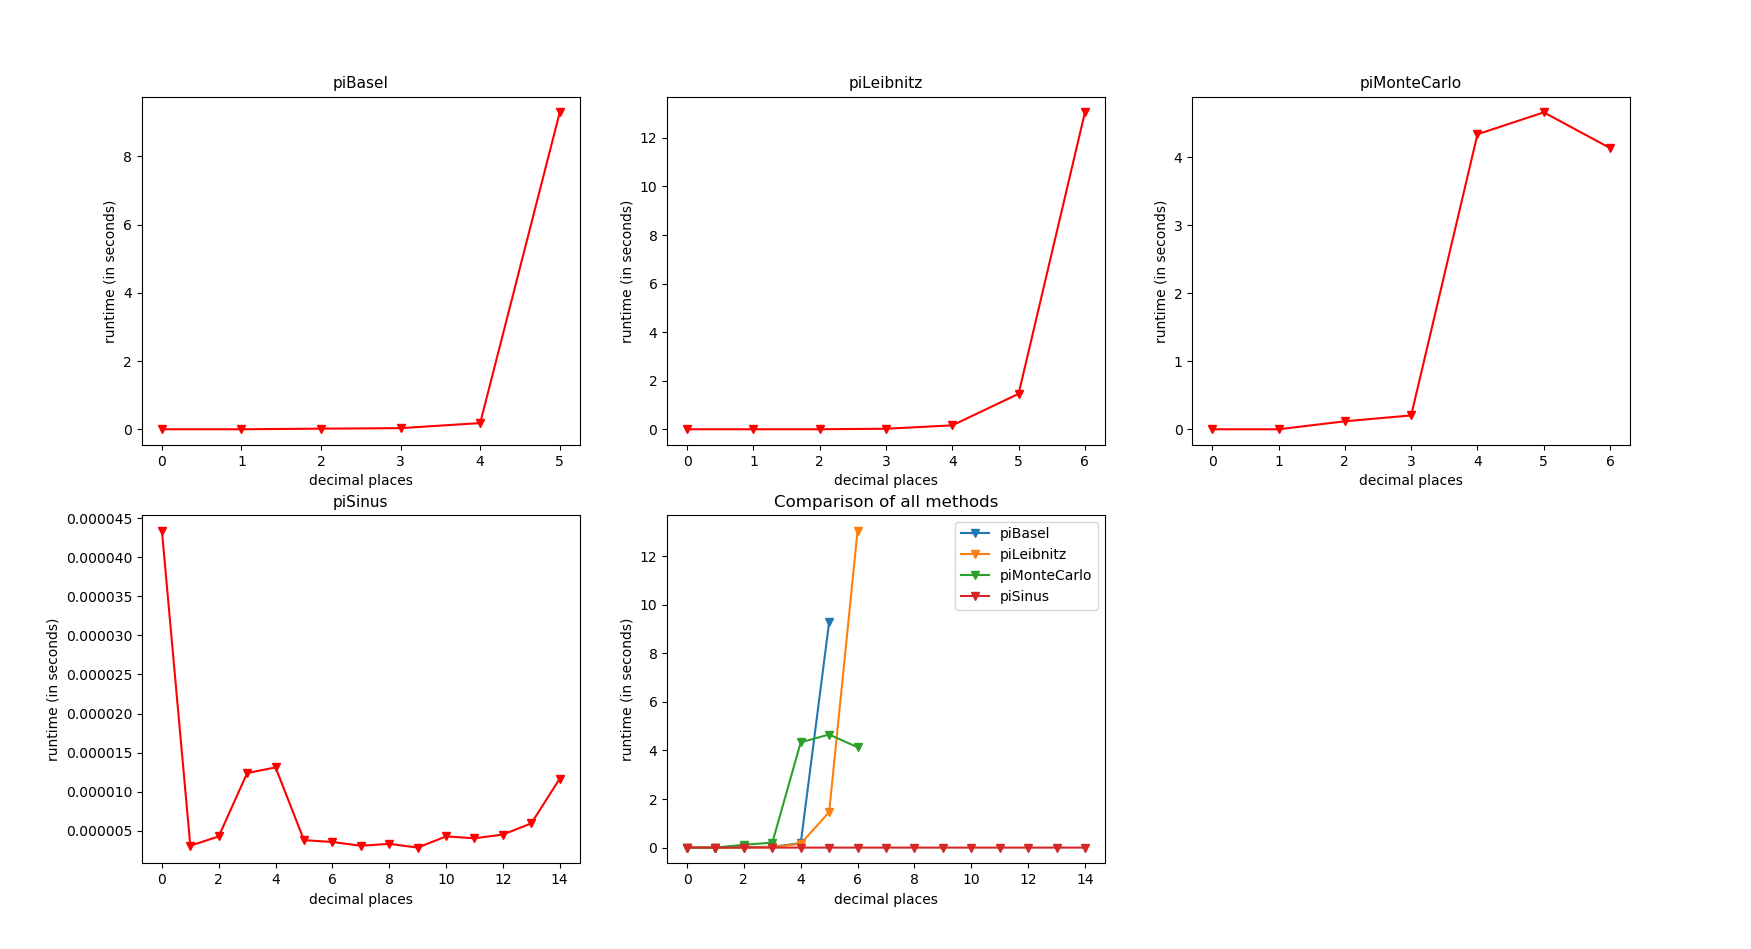 piBasel
runtime (in seconds)
8
6
4
2
0
0 1 2 3 4 5
decimal places
piLeibnitz
runtime (in seconds)
12
10
8
6
4
2
0
0 1 2 3 4 5 6
decimal places
piMonteCarlo
runtime (in seconds)
4
3
2
1
0
0 1 2 3 4 5 6
decimal places
piSinus
runtime (in seconds)
0.000045
0.000040
0.000035
0.000030
0.000025
0.000020
0.000015
0.000010
0.000005
0 2 4 6 8 10 12 14
decimal places
Comparison of all methods
runtime (in seconds)
12
10
8
6
4
2
0
piBasel
piLeibnitz
piMonteCarlo
piSinus
0 2 4 6 8 10 12 14
decimal places